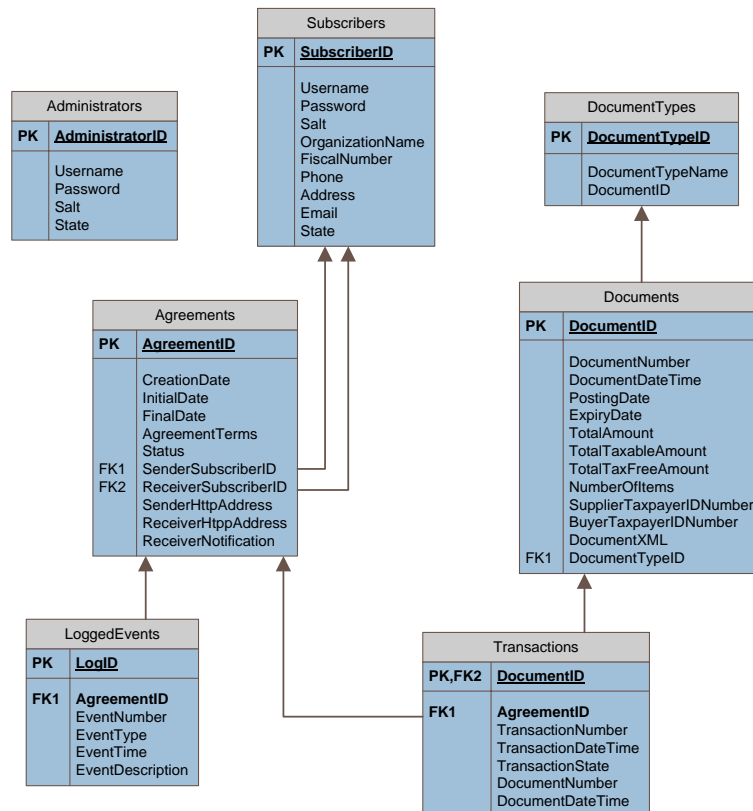 Subscribers
PK SubscriberID
Username
Password
Salt
OrganizationName
FiscalNumber
Phone
Address
Email
State
Administrators
PK AdministratorID
Username
Password
Salt
State
DocumentTypes
PK DocumentTypeID
DocumentTypeName
DocumentID
Agreements
PK AgreementID
CreationDate
InitialDate
FinalDate
AgreementTerms
Status
FK1 SenderSubscriberID
FK2 ReceiverSubscriberID
SenderHttpAddress
ReceiverHtppAddress
ReceiverNotification
Documents
PK DocumentID
DocumentNumber
DocumentDateTime
PostingDate
ExpiryDate
TotalAmount
TotalTaxableAmount
TotalTaxFreeAmount
NumberOfItems
SupplierTaxpayerIDNumber
BuyerTaxpayerIDNumber
DocumentXML
FK1 DocumentTypeID
LoggedEvents
PK LogID
FK1 AgreementID
EventNumber
EventType
EventTime
EventDescription
Transactions
PK,FK2 DocumentID
FK1 AgreementID
TransactionNumber
TransactionDateTime
TransactionState
DocumentNumber
DocumentDateTime